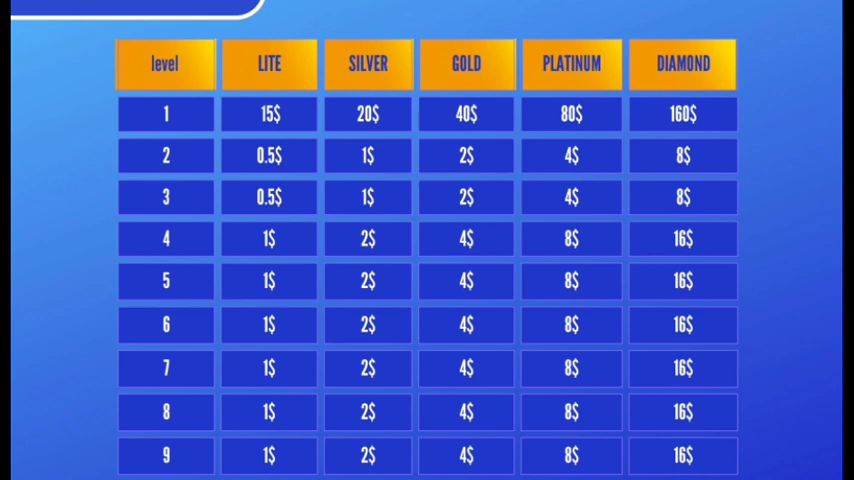 level LITE SILVER GOLD PLATINUM DIAMOND
1 15$ 20$ 40$ 80$ 160$
2 0.5$ 1$ 2$ 4$ 8$
3 0.5$ 1$ 2$ 4$ 8$
4 1$ 2$ 4$ 8$ 16$
5 1$ 2$ 4$ 8$ 16$
6 1$ 2$ 4$ 8$ 16$
7 1$ 2$ 4$ 8$ 16$
8 1$ 2$ 4$ 8$ 16$
9 1$ 2$ 4$ 8$ 16$